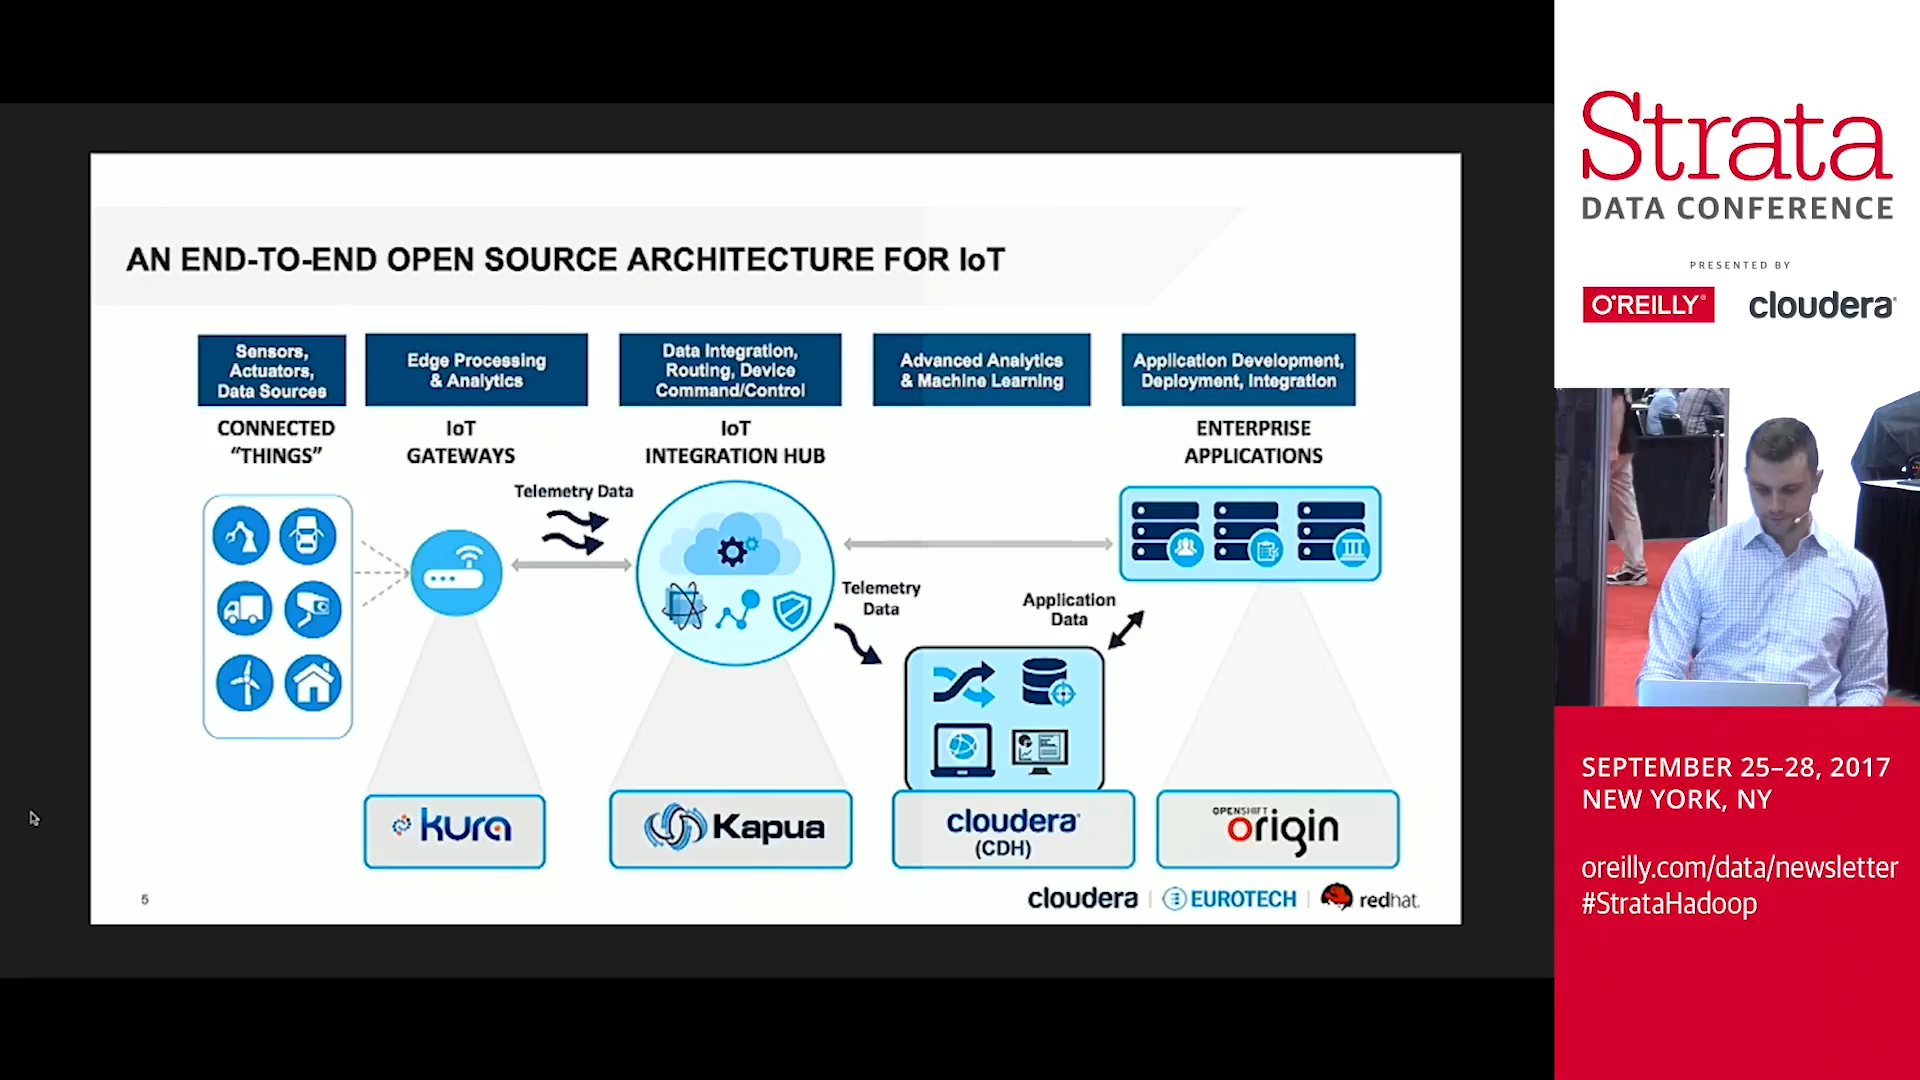 AN END-TO-END OPEN SOURCE ARCHITECTURE FOR IoT
Sensors,
Actuators,
Data Sources
Edge Processing
& Analytics
Data Integration,
Routing, Device
Command/Control
Advanced Analytics
& Machine Learning
Application Development,
Deployment, Integration
CONNECTED
“THINGS”
IoT
GATEWAYS
IoT
INTEGRATION HUB
ENTERPRISE
APPLICATIONS
Telemetry Data
Telemetry
Data
Application
Data
kura
Kapua
cloudera
(CDH)
OPENSHIFT
origin
5
cloudera
EUROTECH
redhat.
Strata
DATA CONFERENCE
PRESENTED BY
O'REILLY®
cloudera
SEPTEMBER 25–28, 2017
NEW YORK, NY
oreilly.com/data/newsletter
#StrataHadoop